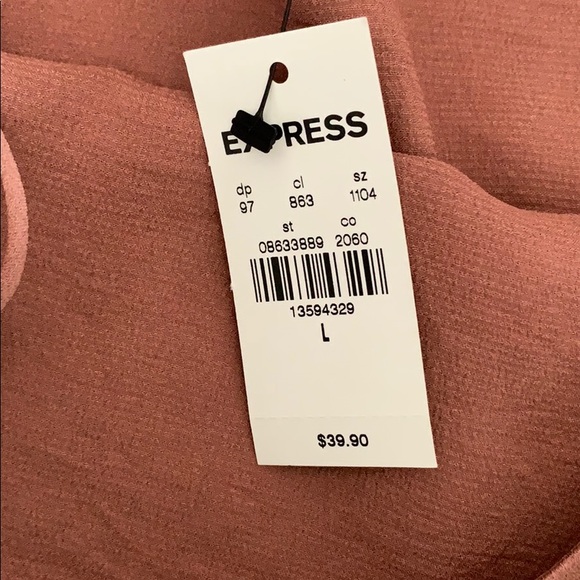 EXPRESS
dp cl sz
97 863 1104
st co
08633889 2060
13594329
L
$39.90